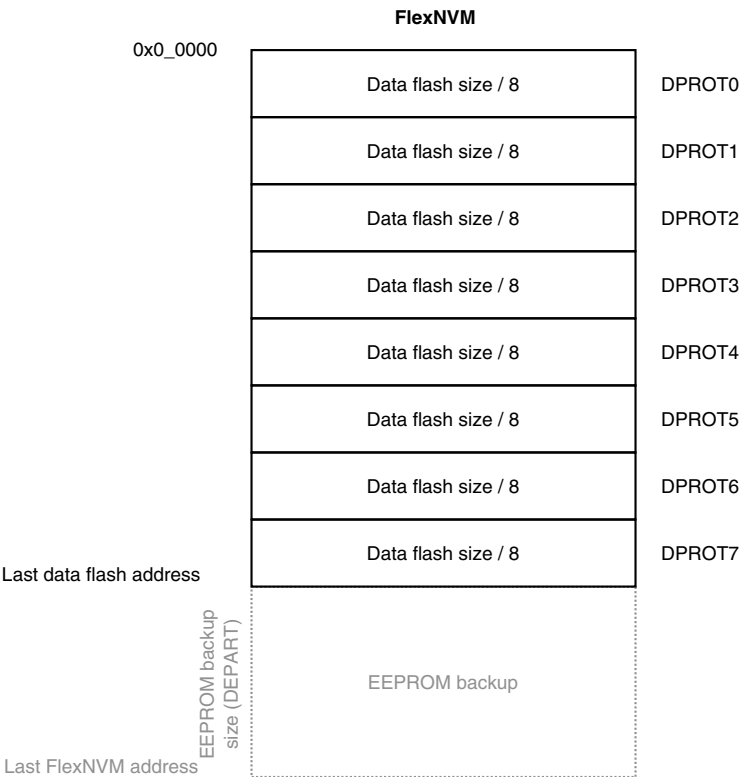 FlexNVM
0x0_0000
Data flash size / 8
DPROT0
Data flash size / 8
DPROT1
Data flash size / 8
DPROT2
Data flash size / 8
DPROT3
Data flash size / 8
DPROT4
Data flash size / 8
DPROT5
Data flash size / 8
DPROT6
Data flash size / 8
DPROT7
Last data flash address
EEPROM backup
size (DEPART)
EEPROM backup
Last FlexNVM address